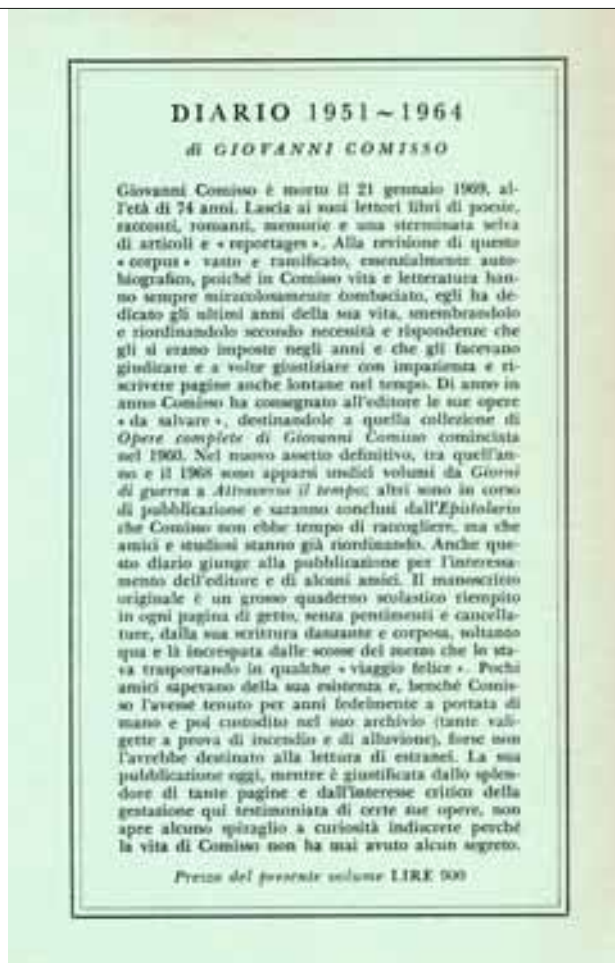 DIARIO 1951~1964
di GIOVANNI COMISSO
Giovanni Comisso è morto il 21 gennaio 1969, al-
l'età di 74 anni. Lascia ai suoi lettori libri di poesie,
racconti, romanzi, memorie e una sterminata selva
di articoli e « reportages ». Alla revisione di questo
« corpus » vasto e ramificato, essenzialmente auto-
biografico, poiché in Comisso vita e letteratura han-
no sempre miracolosamente combaciato, egli ha de-
dicato gli ultimi anni della sua vita, smembrandolo
e riordinandolo secondo necessità e rispondenze che
gli si erano imposte negli anni e che gli facevano
giudicare e a volte giustiziare con impazienza e ri-
scrivere pagine anche lontane nel tempo. Di anno in
anno Comisso ha consegnato all'editore le sue opere
« da salvare », destinandole a quella collezione di
Opere complete di Giovanni Comisso cominciata
nel 1960. Nel nuovo assetto definitivo, tra quell'an-
no e il 1968 sono apparsi undici volumi da Giorni
di guerra a Attraverso il tempo; altri sono in corso
di pubblicazione e saranno conclusi dall'Epistolario
che Comisso non ebbe tempo di raccogliere, ma che
amici e studiosi stanno già riordinando. Anche que-
sto diario giunge alla pubblicazione per l'interessa-
mento dell'editore e di alcuni amici. Il manoscritto
originale è un grosso quaderno scolastico riempito
in ogni pagina di getto, senza pentimenti e cancella-
ture, dalla sua scrittura danzante e corposa, soltanto
qua e là increspata dalle scosse del mezzo che lo sta-
va trasportando in qualche « viaggio felice ». Pochi
amici sapevano della sua esistenza e, benché Comis-
so l'avesse tenuto per anni fedelmente a portata di
mano e poi custodito nel suo archivio (tante vali-
gette a prova di incendio e di alluvione), forse non
l'avrebbe destinato alla lettura di estranei. La sua
pubblicazione oggi, mentre è giustificata dallo splen-
dore di tante pagine e dall'interesse critico della
gestazione qui testimoniata di certe sue opere, non
apre alcuno spiraglio a curiosità indiscrete perché
la vita di Comisso non ha mai avuto alcun segreto.
Prezzo del presente volume LIRE 900